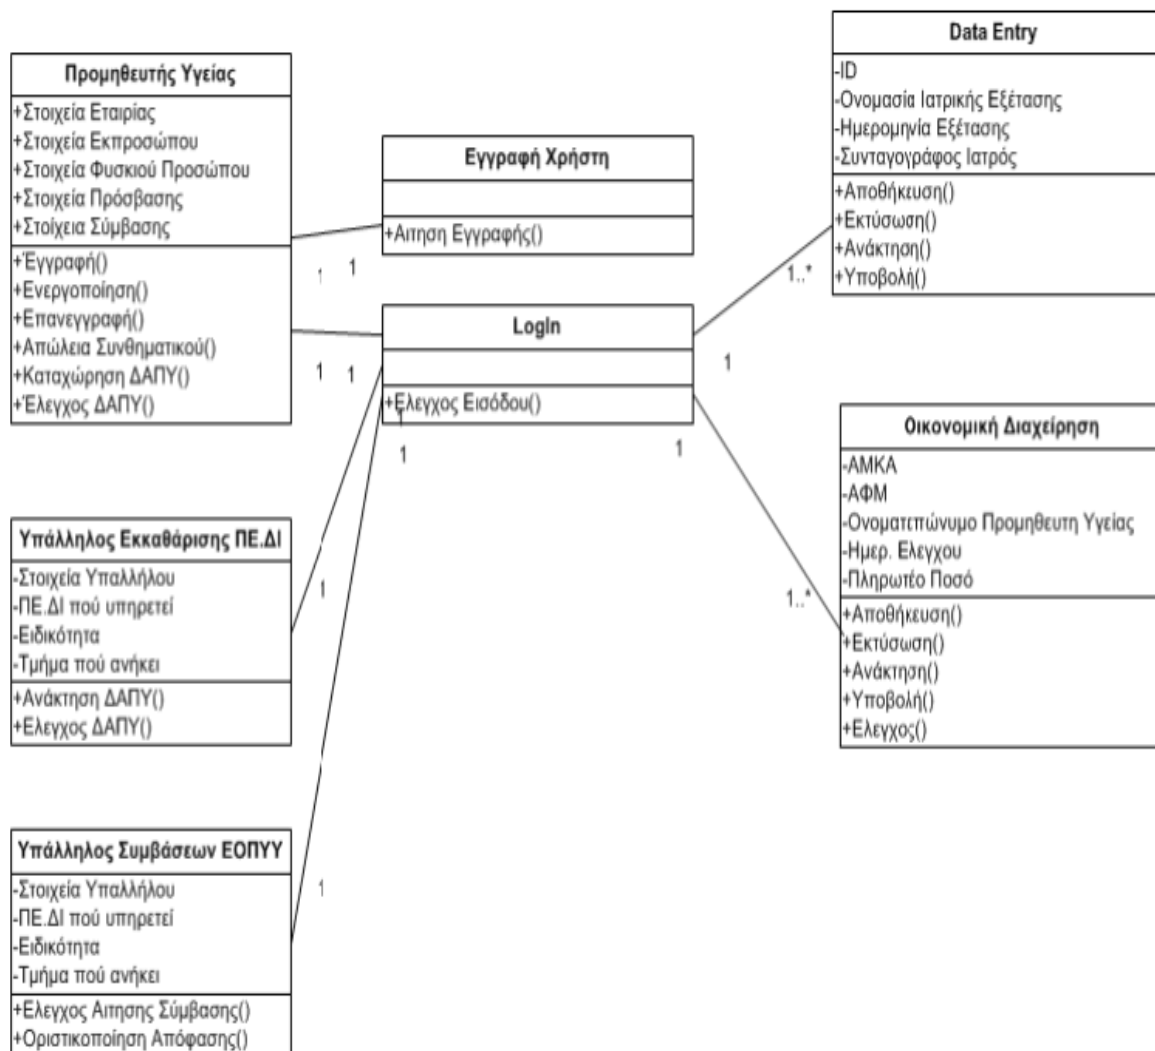 Προμηθευτής Υγείας
+Στοιχεία Εταιρίας
+Στοιχεία Εκπροσώπου
+Στοιχεία Φυσκιού Προσώπου
+Στοιχεία Πρόσβασης
+Στοίχεια Σύμβασης
+Έγγραφή()
+Ενεργοποίηση()
+Επανεγγραφή()
+Απώλεια Συνθηματικού()
+Καταχώρηση ΔΑΠΥ()
+Έλεγχος ΔΑΠΥ()
Εγγραφή Χρήστη
+Αιτηση Εγγραφής()
1
1
LogIn
+Ελεγχος Εισόδου()
1
1
1
1
1
1
Data Entry
-ID
-Ονομασία Ιατρικής Εξέτασης
-Ημερομηνία Εξέτασης
-Συνταγογράφος Ιατρός
+Αποθήκευση()
+Εκτύσωση()
+Ανάκτηση()
+Υποβολή()
1..*
Οικονομική Διαχείρηση
-ΑΜΚΑ
-ΑΦΜ
-Ονοματεπώνυμο Προμηθευτη Υγείας
-Ημερ. Ελεγχου
-Πληρωτέο Ποσό
+Αποθήκευση()
+Εκτύσωση()
+Ανάκτηση()
+Υποβολή()
+Ελεγχος()
1..*
Υπάλληλος Εκκαθάρισης ΠΕ.ΔΙ
-Στοιχεία Υπαλλήλου
-ΠΕ.ΔΙ πού υπηρετεί
-Ειδικότητα
-Τμήμα πού ανήκει
+Ανάκτηση ΔΑΠΥ()
+Ελεγχος ΔΑΠΥ()
1
Υπάλληλος Συμβάσεων ΕΟΠΥΥ
-Στοιχεία Υπαλλήλου
-ΠΕ.ΔΙ πού υπηρετεί
-Ειδικότητα
-Τμήμα πού ανήκει
+Ελεγχος Αιτησης Σύμβασης()
+Οριστικοποίηση Απόφασης()
1